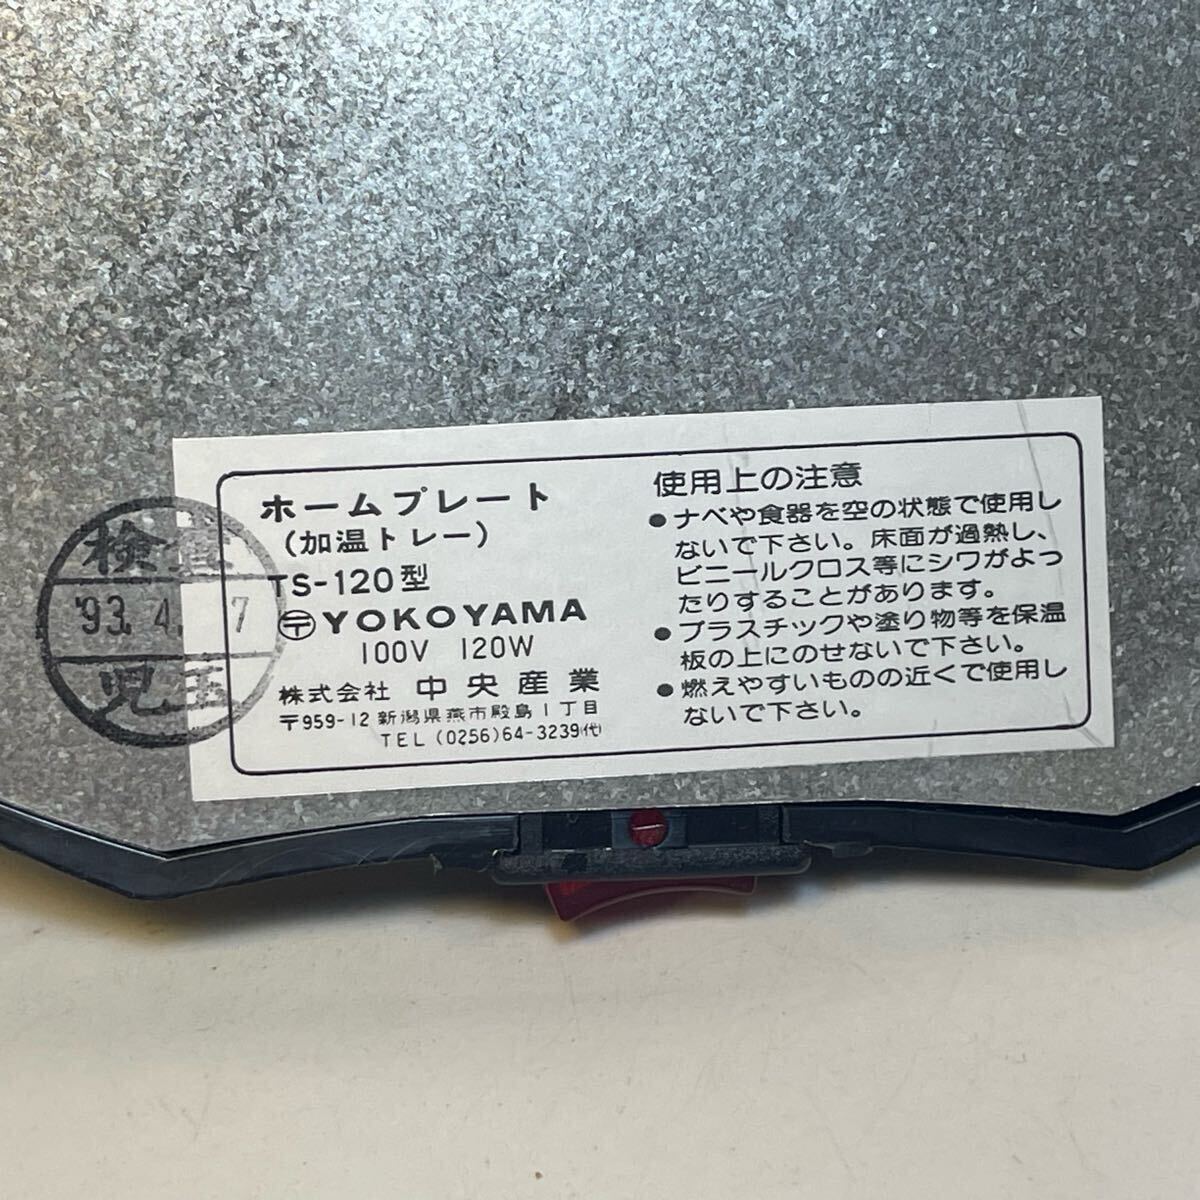 ホームプレート
(加温トレー)
TS-120型
〒YOKOYAMA
100V 120W
株式会社 中央産業
〒959-12 新潟県燕市殿島1丁目
TEL (0256)64-3239(代)
使用上の注意
●ナベや食器を空の状態で使用し
ないで下さい。床面が過熱し、
ビニールクロス等にシワがよっ
たりすることがあります。
●プラスチックや塗り物等を保温
板の上にのせないで下さい。
●燃えやすいものの近くで使用し
ないで下さい。
検査
'93.4. 7
児玉